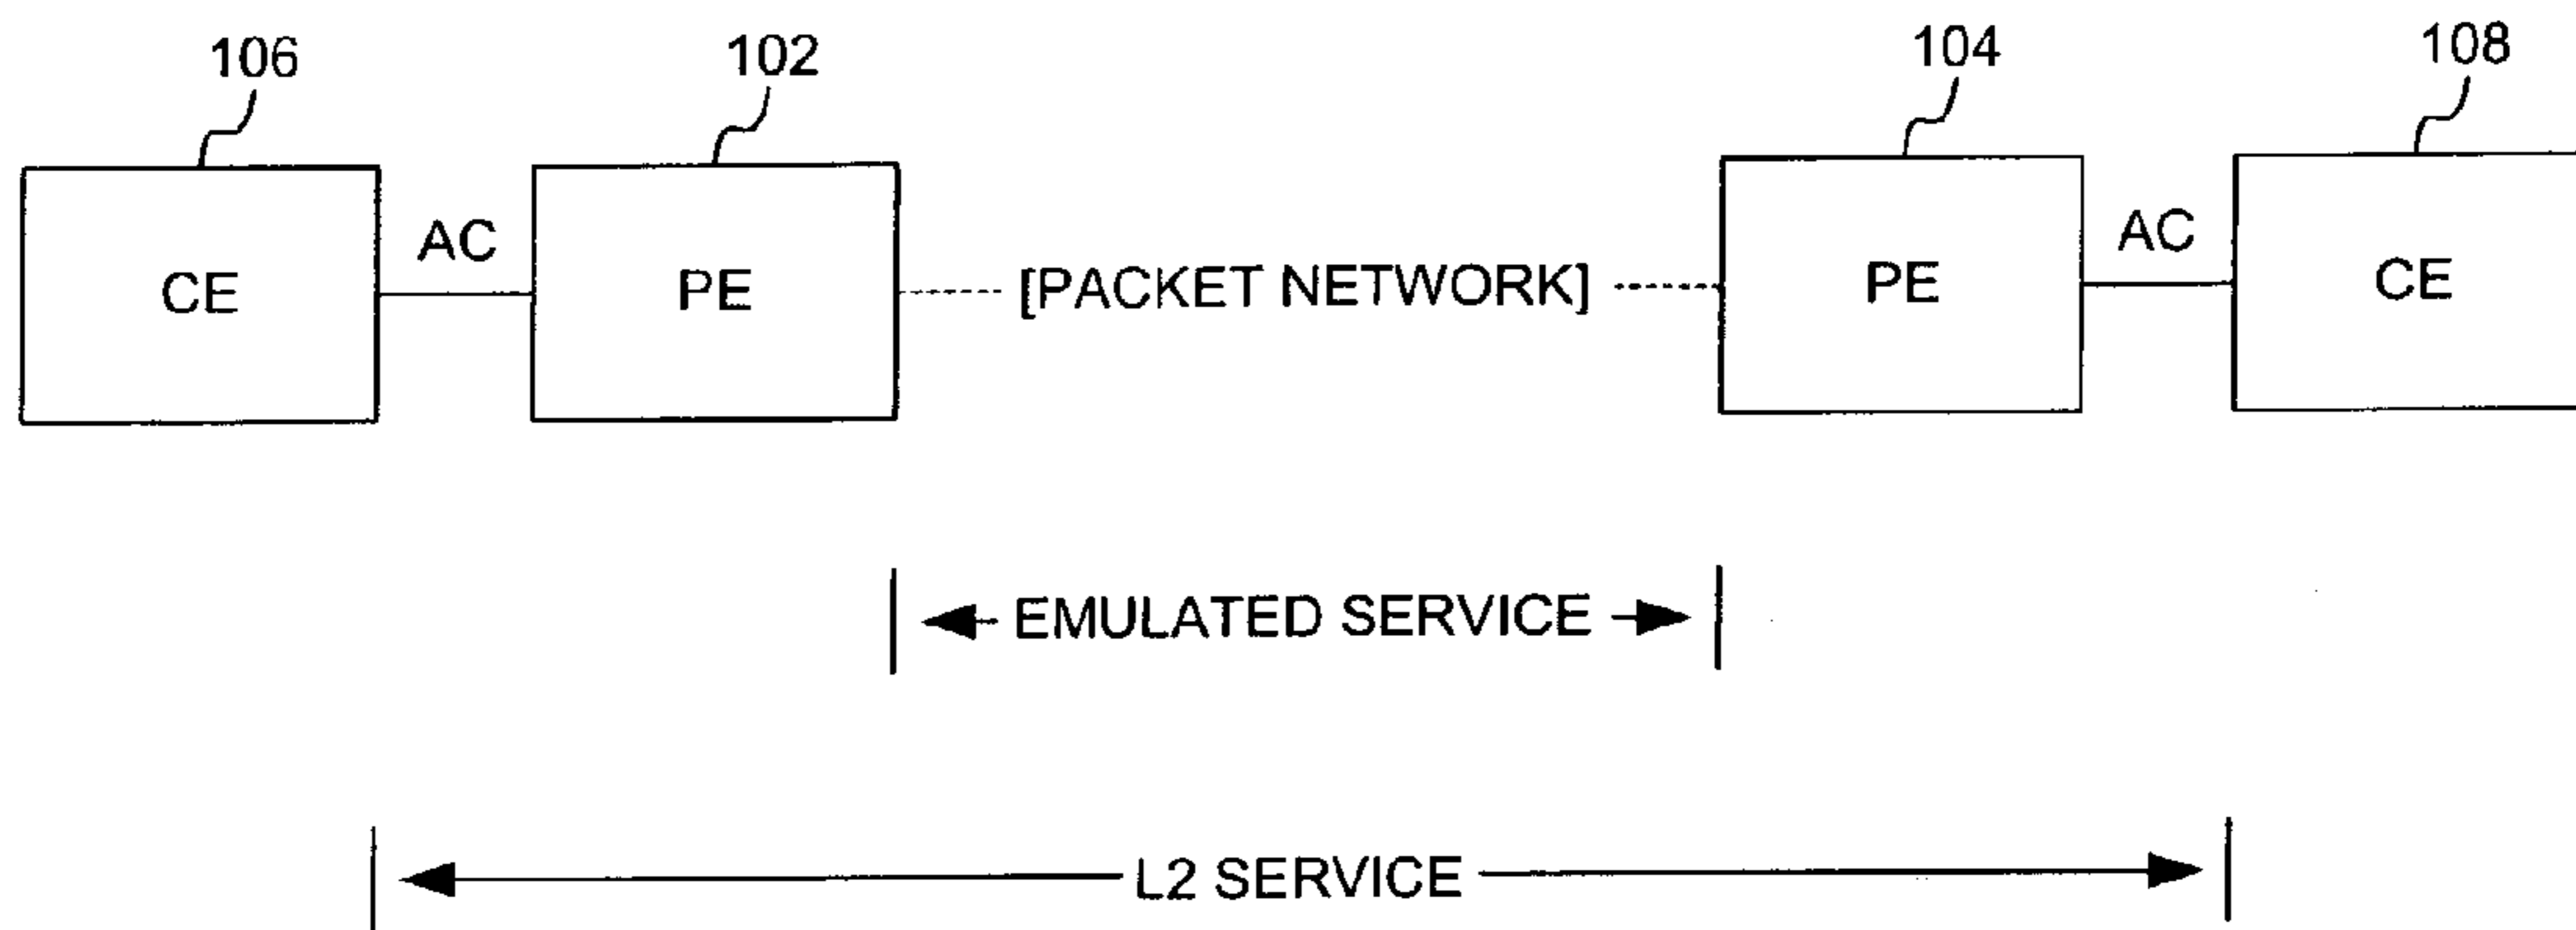 106 102 104 108
AC AC
CE PE [PACKET NETWORK] PE CE
EMULATED SERVICE
L2 SERVICE